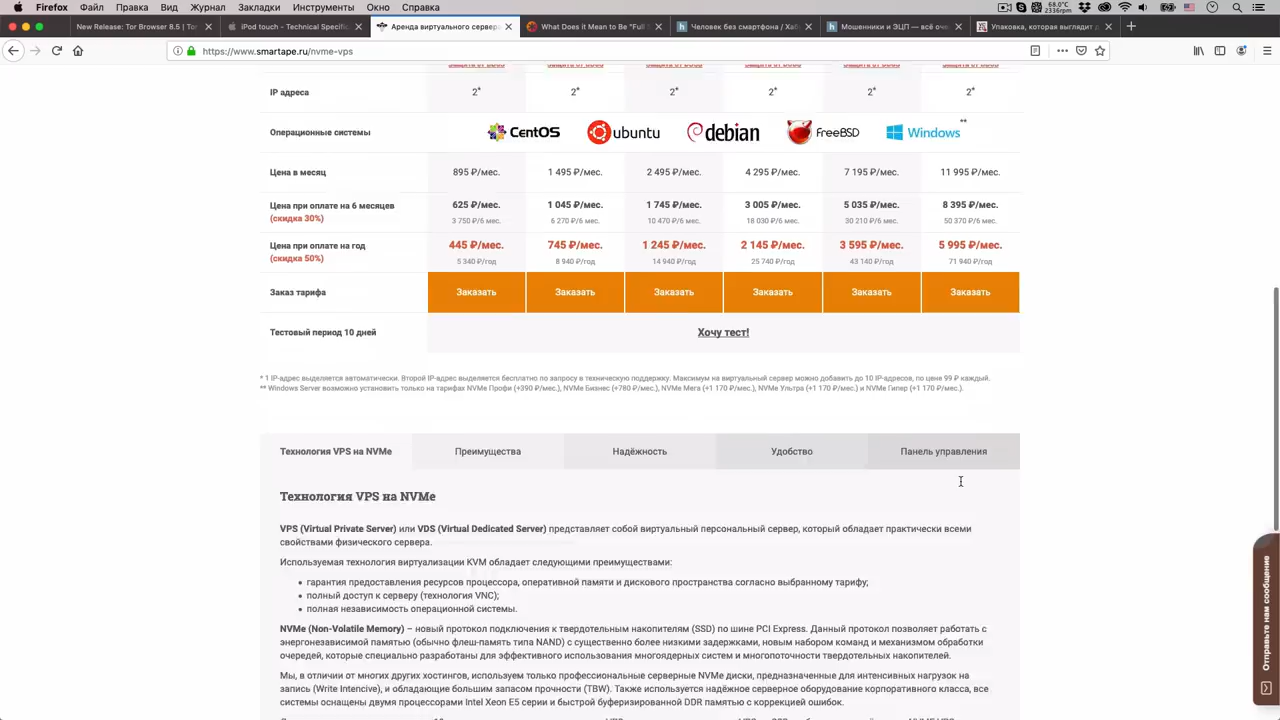 Firefox Файл Правка Вид Журнал Закладки Инструменты Окно Справка
68.0°C
2336rpm
New Release: Tor Browser 8.5 | Tor
iPod touch - Technical Specific
Аренда виртуального сервера
What Does it Mean to Be "Full
Человек без смартфона / Хаб
Мошенники и ЭЦП — всё оче
Упаковка, которая выглядит д
https://www.smartape.ru/nvme-vps
IP адреса 2* 2* 2* 2* 2* 2*
Операционные системы CentOS ubuntu debian FreeBSD Windows **
Цена в месяц 895 ₽/мес. 1 495 ₽/мес. 2 495 ₽/мес. 4 295 ₽/мес. 7 195 ₽/мес. 11 995 ₽/мес.
Цена при оплате на 6 месяцев 625 ₽/мес. 1 045 ₽/мес. 1 745 ₽/мес. 3 005 ₽/мес. 5 035 ₽/мес. 8 395 ₽/мес.
(скидка 30%) 3 750 ₽/6 мес. 6 270 ₽/6 мес. 10 470 ₽/6 мес. 18 030 ₽/6 мес. 30 210 ₽/6 мес. 50 370 ₽/6 мес.
Цена при оплате на год 445 ₽/мес. 745 ₽/мес. 1 245 ₽/мес. 2 145 ₽/мес. 3 595 ₽/мес. 5 995 ₽/мес.
(скидка 50%) 5 340 ₽/год 8 940 ₽/год 14 940 ₽/год 25 740 ₽/год 43 140 ₽/год 71 940 ₽/год
Заказ тарифа Заказать Заказать Заказать Заказать Заказать Заказать
Тестовый период 10 дней Хочу тест!
* 1 IP-адрес выделяется автоматически. Второй IP-адрес выделяется бесплатно по запросу в техническую поддержку. Максимум на виртуальный сервер можно добавить до 10 IP-адресов, по цене 99 ₽ каждый.
** Windows Server возможно установить только на тарифах NVMe Профи (+390 ₽/мес.), NVMe Бизнес (+780 ₽/мес.), NVMe Мега (+1 170 ₽/мес.), NVMe Ультра (+1 170 ₽/мес.) и NVMe Гипер (+1 170 ₽/мес.).
Технология VPS на NVMe Преимущества Надёжность Удобство Панель управления
Технология VPS на NVMe
VPS (Virtual Private Server) или VDS (Virtual Dedicated Server) представляет собой виртуальный персональный сервер, который обладает практически всеми
свойствами физического сервера.
Используемая технология виртуализации KVM обладает следующими преимуществами:
• гарантия предоставления ресурсов процессора, оперативной памяти и дискового пространства согласно выбранному тарифу;
• полный доступ к серверу (технология VNC);
• полная независимость операционной системы.
NVMe (Non-Volatile Memory) – новый протокол подключения к твердотельным накопителям (SSD) по шине PCI Express. Данный протокол позволяет работать с
энергонезависимой памятью (обычно флеш-память типа NAND) с существенно более низкими задержками, новым набором команд и механизмом обработки
очередей, которые специально разработаны для эффективного использования многоядерных систем и многопоточности твердотельных накопителей.
Мы, в отличии от многих других хостингов, используем только профессиональные серверные NVMe диски, предназначенные для интенсивных нагрузок на
запись (Write Intencive), и обладающие большим запасом прочности (TBW). Также используется надёжное серверное оборудование корпоративного класса, все
системы оснащены двумя процессорами Intel Xeon E5 серии и быстрой буферизированной DDR памятью с коррекцией ошибок.
Отправьте нам сообщение